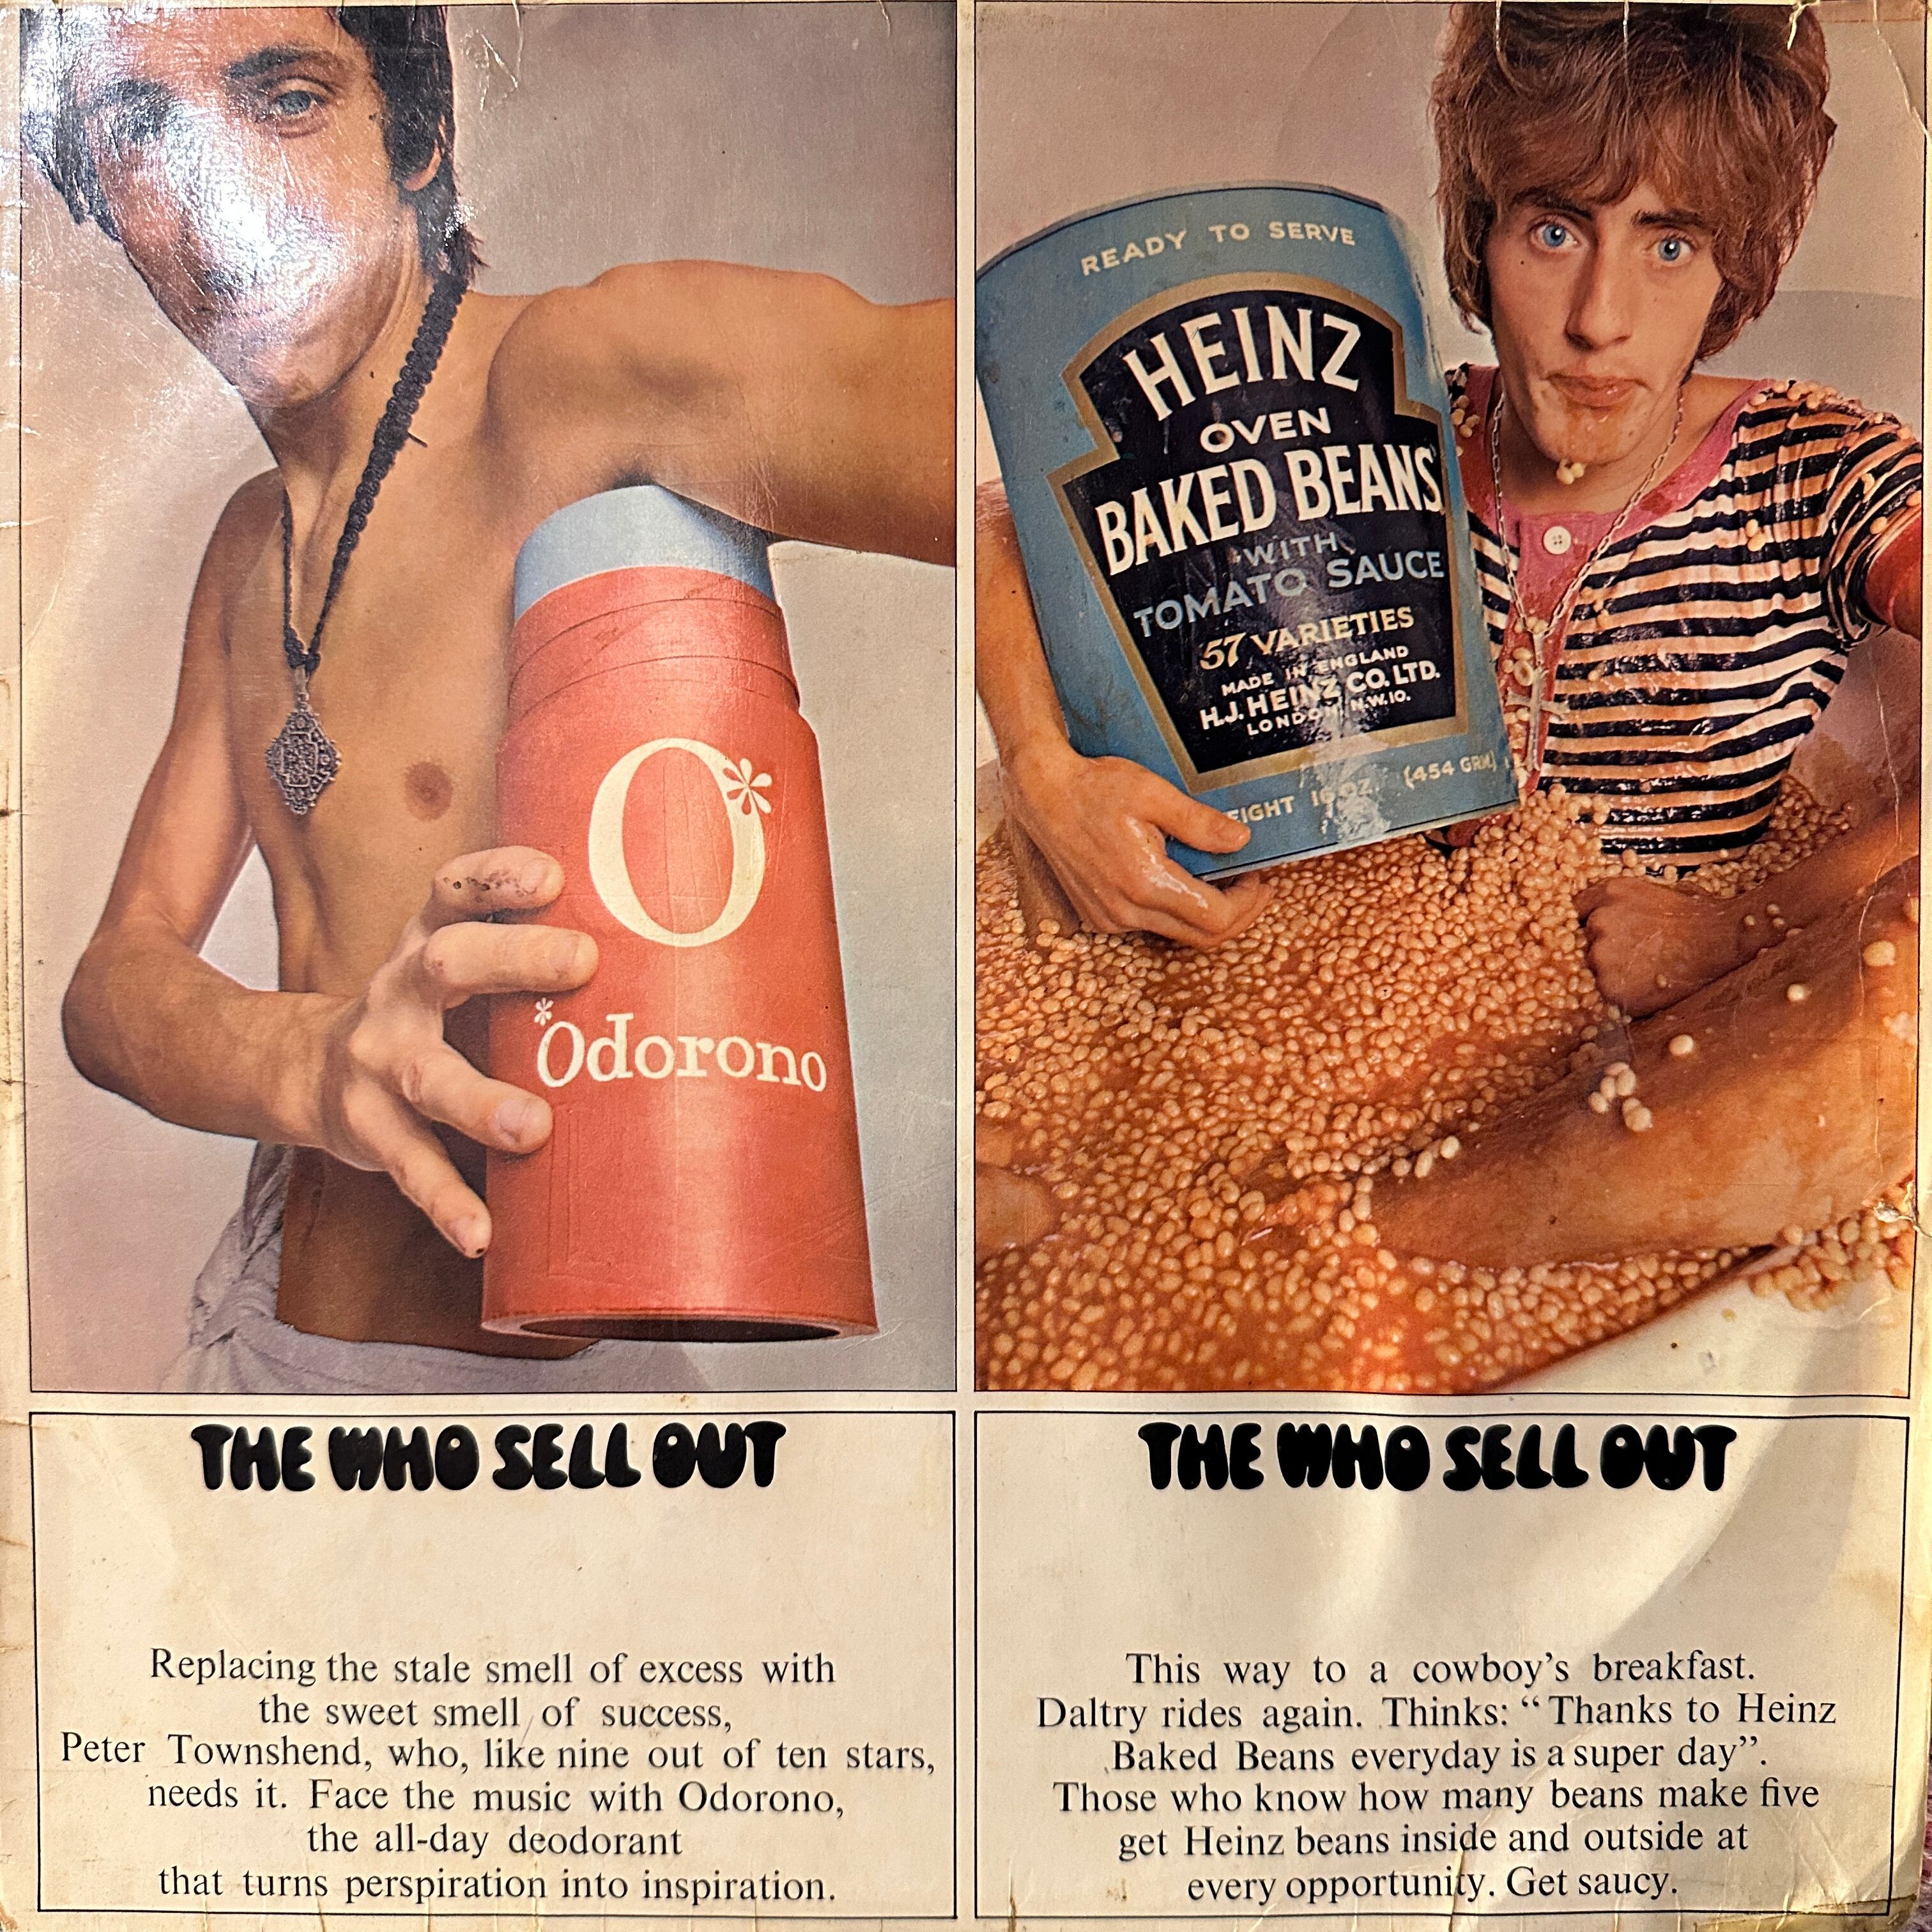 O*
*Odorono
READY TO SERVE
HEINZ
OVEN
BAKED BEANS
WITH
TOMATO SAUCE
57 VARIETIES
MADE IN ENGLAND
H.J. HEINZ CO. LTD.
LONDON, N.W.10.
16 OZ. (454 GRM)
THE WHO SELL OUT
Replacing the stale smell of excess with
the sweet smell of success,
Peter Townshend, who, like nine out of ten stars,
needs it. Face the music with Odorono,
the all-day deodorant
that turns perspiration into inspiration.
THE WHO SELL OUT
This way to a cowboy's breakfast.
Daltry rides again. Thinks: “Thanks to Heinz
Baked Beans everyday is a super day”.
Those who know how many beans make five
get Heinz beans inside and outside at
every opportunity. Get saucy.